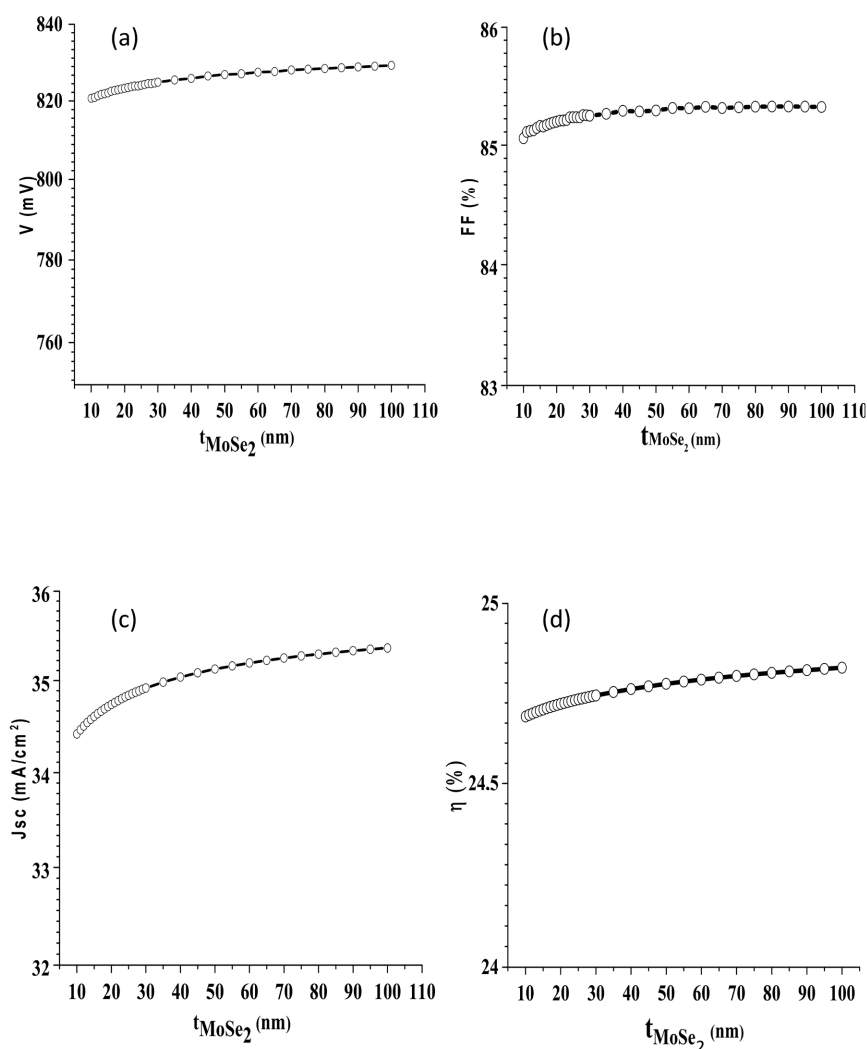 (a)
V (mV)
840
820
800
780
760
10 20 30 40 50 60 70 80 90 100 110
tMoSe2 (nm)
(b)
FF (%)
86
85
84
83
10 20 30 40 50 60 70 80 90 100 110
tMoSe2 (nm)
(c)
Jsc (mA/cm2)
36
35
34
33
32
10 20 30 40 50 60 70 80 90 100 110
tMoSe2 (nm)
(d)
η (%)
25
24.5
24
10 20 30 40 50 60 70 80 90 100
tMoSe2 (nm)